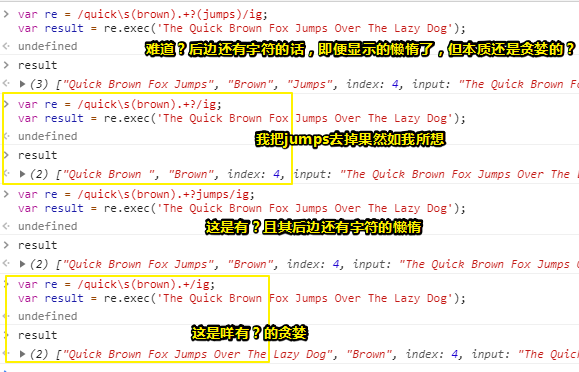 > var re = /quick\s(brown).+?(jumps)/ig;
var result = re.exec('The Quick Brown Fox Jumps Over The Lazy Dog');
undefined
难道？后边还有字符的话，即便显示的懒惰了，但本质还是贪婪的？
> result
(3) ["Quick Brown Fox Jumps", "Brown", "Jumps", index: 4, input: "The Quick Brown Fox
> var re = /quick\s(brown).+?/ig;
var result = re.exec('The Quick Brown Fox Jumps Over The Lazy Dog');
undefined
我把jumps去掉果然如我所想
> result
(2) ["Quick Brown ", "Brown", index: 4, input: "The Quick Brown Fox Jumps Over The La
> var re = /quick\s(brown).+?jumps/ig;
var result = re.exec('The Quick Brown Fox Jumps Over The Lazy Dog');
undefined
这是有？且其后边还有字符的懒惰
> result
(2) ["Quick Brown Fox Jumps", "Brown", index: 4, input: "The Quick Brown Fox Jumps O
> var re = /quick\s(brown).+/ig;
var result = re.exec('The Quick Brown Fox Jumps Over The Lazy Dog');
undefined
这是咩有？的贪婪
> result
(2) ["Quick Brown Fox Jumps Over The Lazy Dog", "Brown", index: 4, input: "The Quick